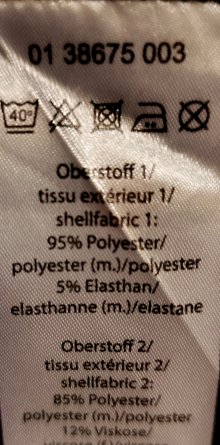 01 38675 003
40°
Oberstoff 1/
tissu extérieur 1/
shellfabric 1:
95% Polyester/
polyester (m.)/polyester
5% Elasthan/
elasthanne (m.)/elastane
Oberstoff 2/
tissu extérieur 2/
shellfabric 2:
85% Polyester/
polyester (m.)/polyester
12% Viskose/